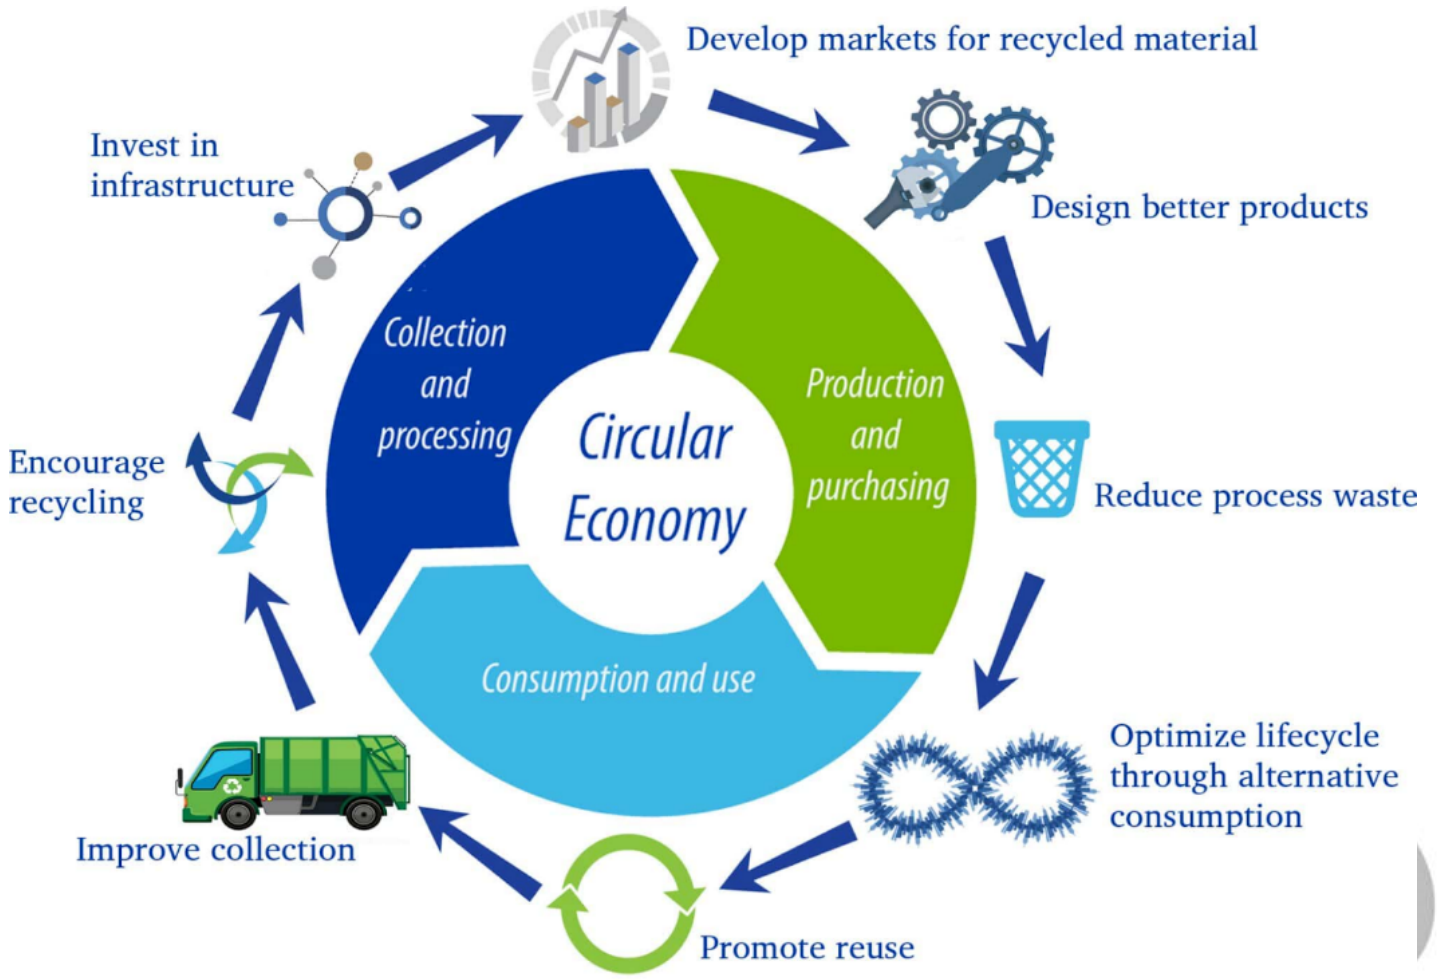 Develop markets for recycled material
Invest in
infrastructure
Design better products
Collection
and
processing
Production
and
purchasing
Circular
Economy
Encourage
recycling
Reduce process waste
Consumption and use
Optimize lifecycle
through alternative
consumption
Improve collection
Promote reuse